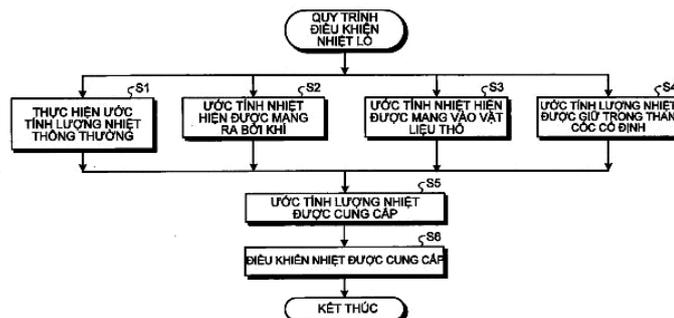 QUY TRÌNH
ĐIỀU KHIỂN
NHIỆT LÒ
S1
THỰC HIỆN ƯỚC
TÍNH LƯỢNG NHIỆT
THÔNG THƯỜNG
S2
ƯỚC TÍNH NHIỆT
HIỆN ĐƯỢC MANG
RA BỞI KHÍ
S3
ƯỚC TÍNH NHIỆT HIỆN
ĐƯỢC MANG VÀO VẬT
LIỆU THÔ
S4
ƯỚC TÍNH LƯỢNG NHIỆT
ĐƯỢC GIỮ TRONG THAN
CỐC CỐ ĐỊNH
S5
ƯỚC TÍNH LƯỢNG NHIỆT
ĐƯỢC CUNG CẤP
S6
ĐIỀU KHIỂN NHIỆT ĐƯỢC CUNG CẤP
KẾT THÚC